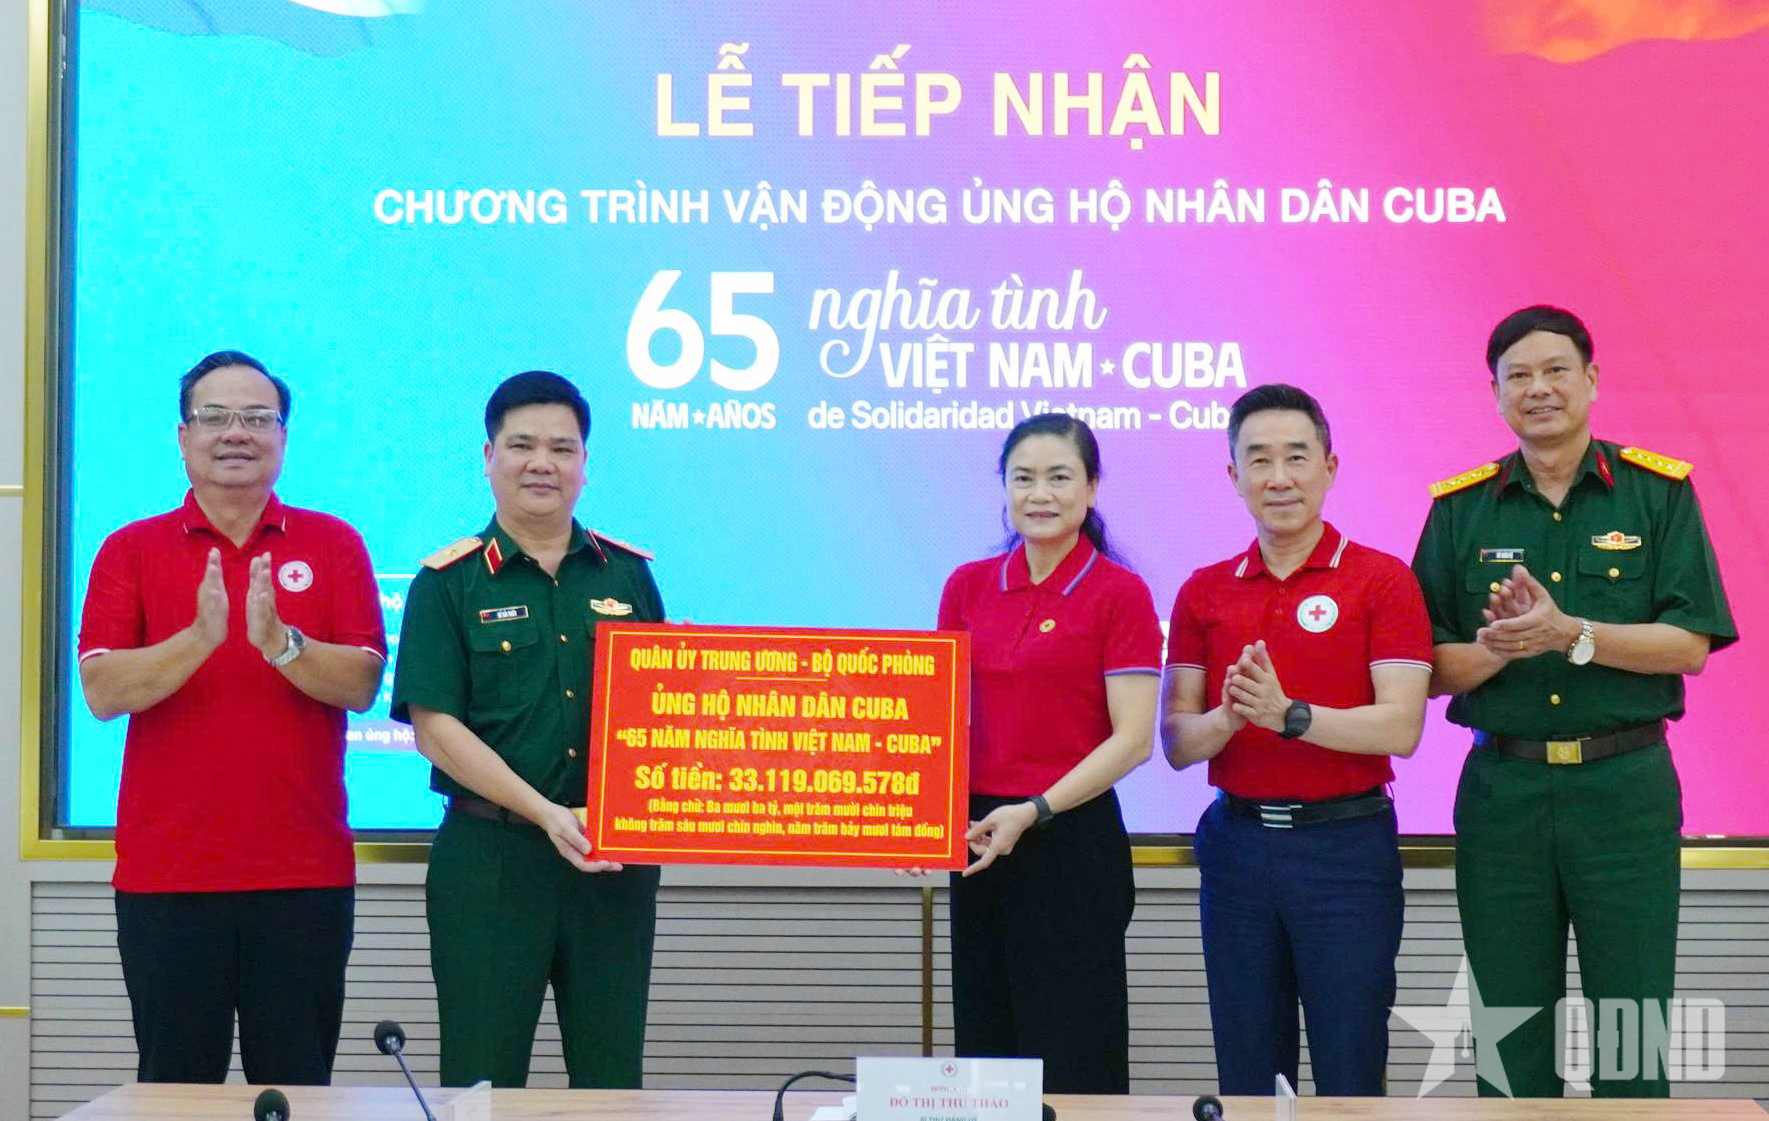 LỄ TIẾP NHẬN
CHƯƠNG TRÌNH VẬN ĐỘNG ỦNG HỘ NHÂN DÂN CUBA
65 nghĩa tình
VIỆT NAM ★ CUBA
NĂM ★ AÑOS de Solidaridad Vietnam - Cub
an ủng hộ:
QUÂN ỦY TRUNG ƯƠNG - BỘ QUỐC PHÒNG
ỦNG HỘ NHÂN DÂN CUBA
“65 NĂM NGHĨA TÌNH VIỆT NAM - CUBA”
Số tiền: 33.119.069.578đ
(Bằng chữ: Ba mươi ba tỷ, một trăm mười chín triệu
không trăm sáu mươi chín nghìn, năm trăm bảy mươi tám đồng)
ĐỖ THỊ THU THẢO
QĐND